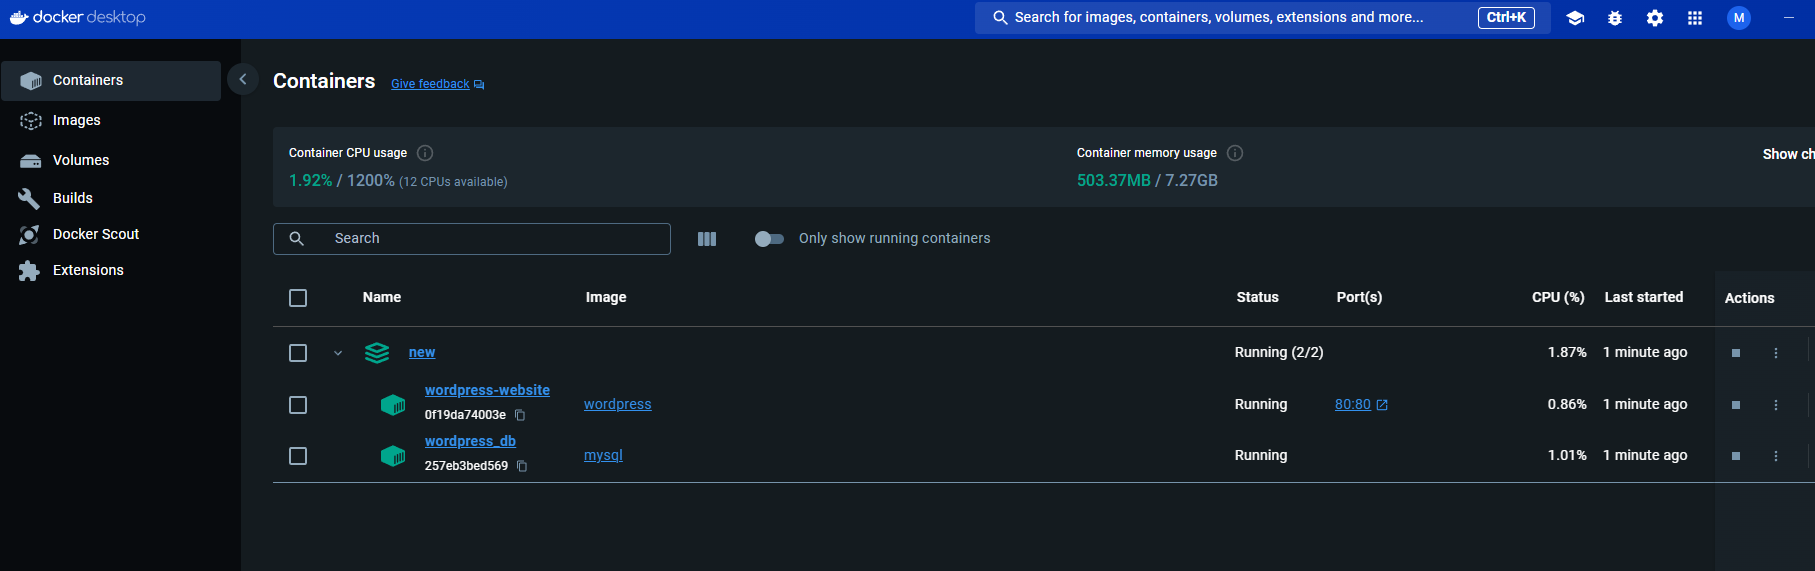 docker desktop
Search for images, containers, volumes, extensions and more...
Ctrl+K
M
Containers
Images
Volumes
Builds
Docker Scout
Extensions
Containers
Give feedback
Container CPU usage
1.92% / 1200% (12 CPUs available)
Container memory usage
503.37MB / 7.27GB
Show ch
Search
Only show running containers
Name Image Status Port(s) CPU (%) Last started Actions
new Running (2/2) 1.87% 1 minute ago
wordpress-website
0f19da74003e
wordpress Running 80:80 0.86% 1 minute ago
wordpress_db
257eb3bed569
mysql Running 1.01% 1 minute ago